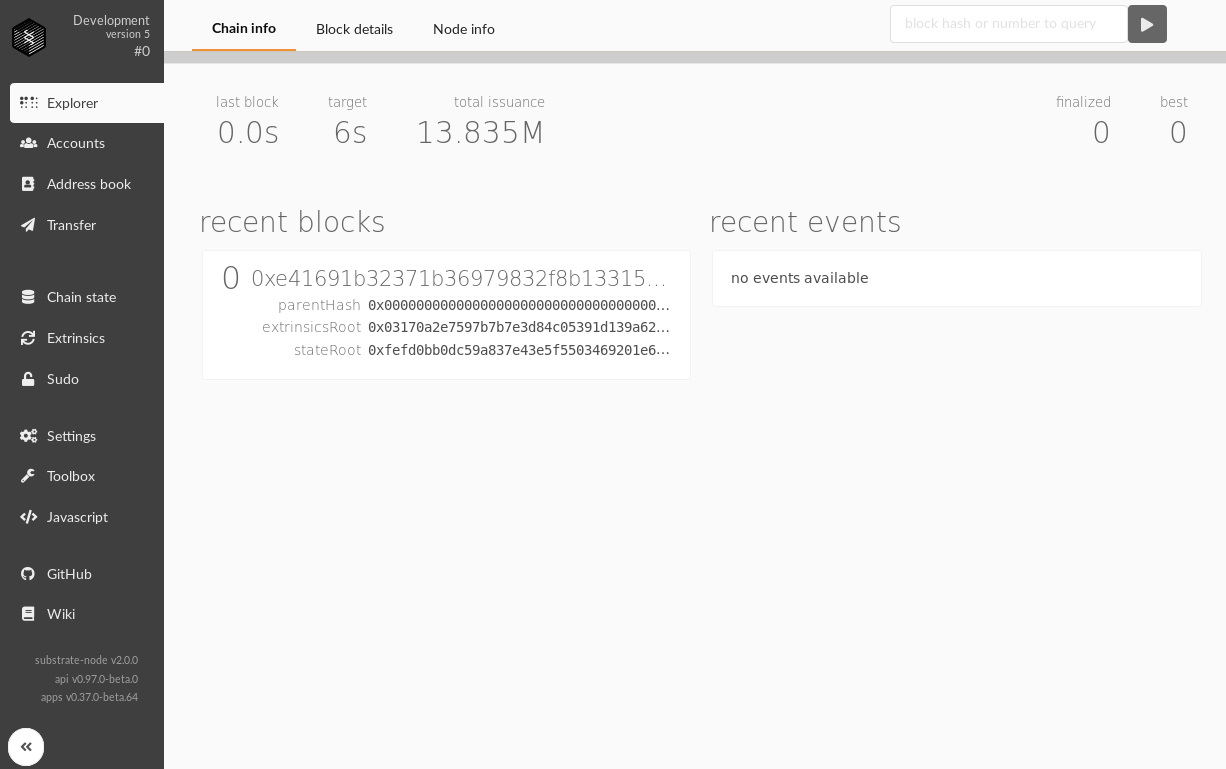 Development
version 5
#0
Explorer
Accounts
Address book
Transfer
Chain state
Extrinsics
Sudo
Settings
Toolbox
Javascript
GitHub
Wiki
substrate-node v2.0.0
api v0.97.0-beta.0
apps v0.37.0-beta.64
Chain info Block details Node info
block hash or number to query
last block target total issuance finalized best
0.0s 6s 13.835M 0 0
recent blocks
0 0xe41691b32371b36979832f8b13315...
parentHash 0x0000000000000000000000000000000000...
extrinsicsRoot 0x03170a2e7597b7b7e3d84c05391d139a62...
stateRoot 0xfefd0bb0dc59a837e43e5f5503469201e6...
recent events
no events available